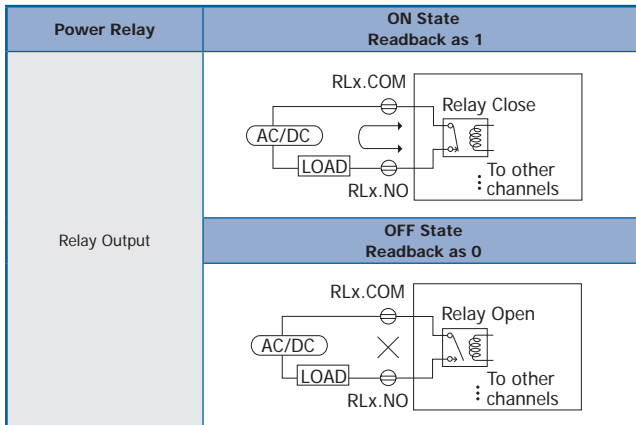 Power Relay
ON State
Readback as 1
Relay Output
RLx.COM
Relay Close
AC/DC
LOAD
To other
channels
RLx.NO
OFF State
Readback as 0
RLx.COM
Relay Open
AC/DC
LOAD
To other
channels
RLx.NO